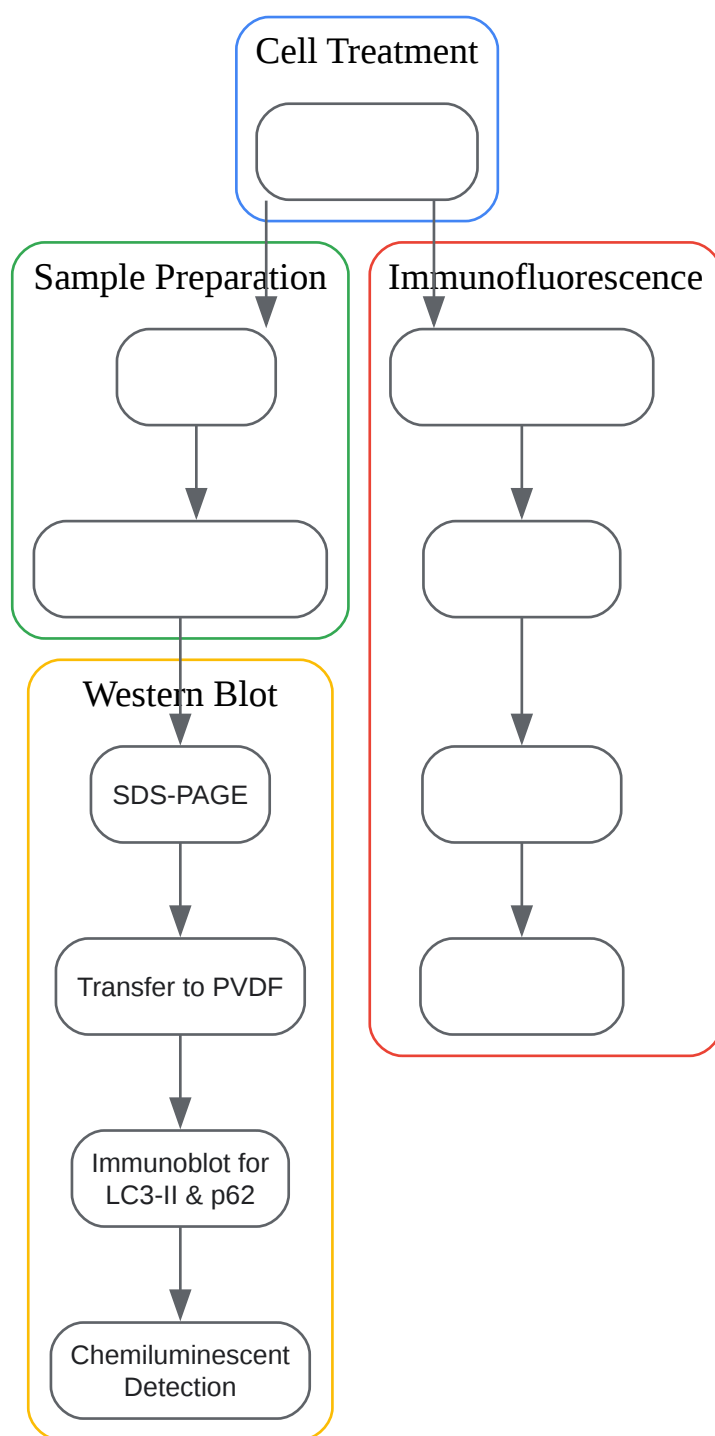 Cell Treatment
Sample Preparation
Immunofluorescence
Western Blot
SDS-PAGE
Transfer to PVDF
Immunoblot for
LC3-II & p62
Chemiluminescent
Detection